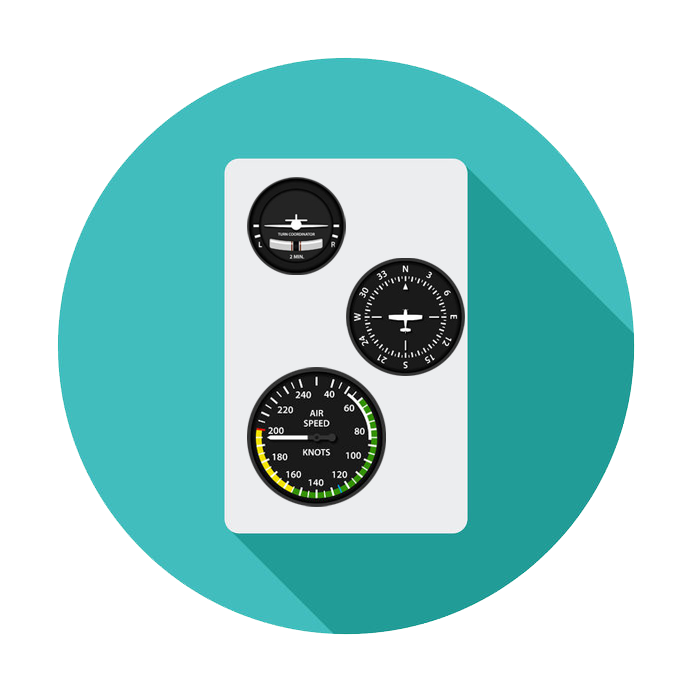 TURN COORDINATOR
L R
2 MIN.
N
33 3
30 6
W E
24 12
21 15
S
240 40
220 60
AIR
SPEED
200 80
KNOTS
180 100
160 120
140